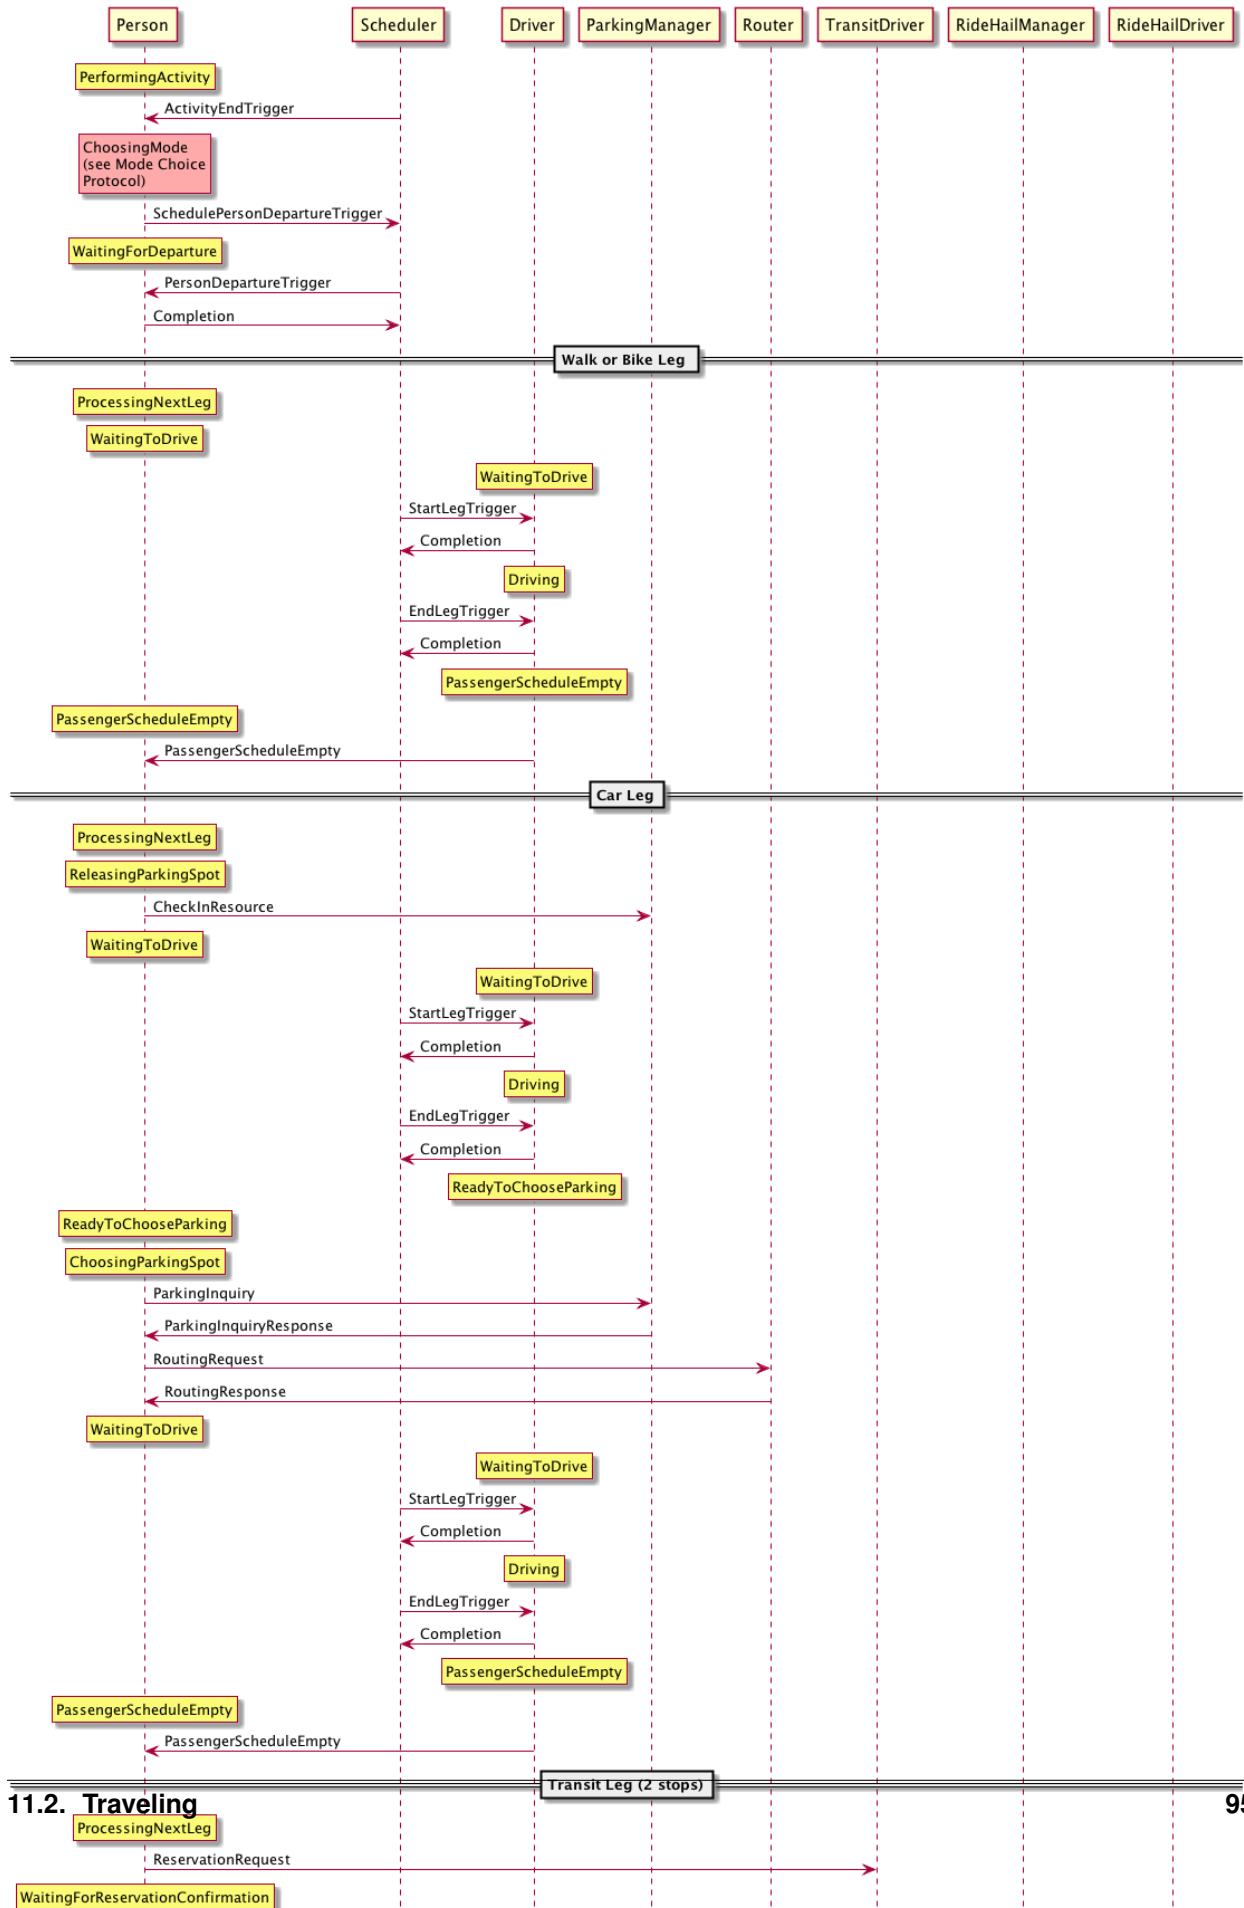 Person Scheduler Driver ParkingManager Router TransitDriver RideHailManager RideHailDriver
PerformingActivity
ActivityEndTrigger
ChoosingMode
(see Mode Choice
Protocol)
SchedulePersonDepartureTrigger
WaitingForDeparture
PersonDepartureTrigger
Completion
Walk or Bike Leg
ProcessingNextLeg
WaitingToDrive
WaitingToDrive
StartLegTrigger
Completion
Driving
EndLegTrigger
Completion
PassengerScheduleEmpty
PassengerScheduleEmpty
PassengerScheduleEmpty
Car Leg
ProcessingNextLeg
ReleasingParkingSpot
CheckInResource
WaitingToDrive
WaitingToDrive
StartLegTrigger
Completion
Driving
EndLegTrigger
Completion
ReadyToChooseParking
ReadyToChooseParking
ChoosingParkingSpot
ParkingInquiry
ParkingInquiryResponse
RoutingRequest
RoutingResponse
WaitingToDrive
WaitingToDrive
StartLegTrigger
Completion
Driving
EndLegTrigger
Completion
PassengerScheduleEmpty
PassengerScheduleEmpty
PassengerScheduleEmpty
Transit Leg (2 stops)
11.2. Traveling 95
ProcessingNextLeg
ReservationRequest
WaitingForReservationConfirmation